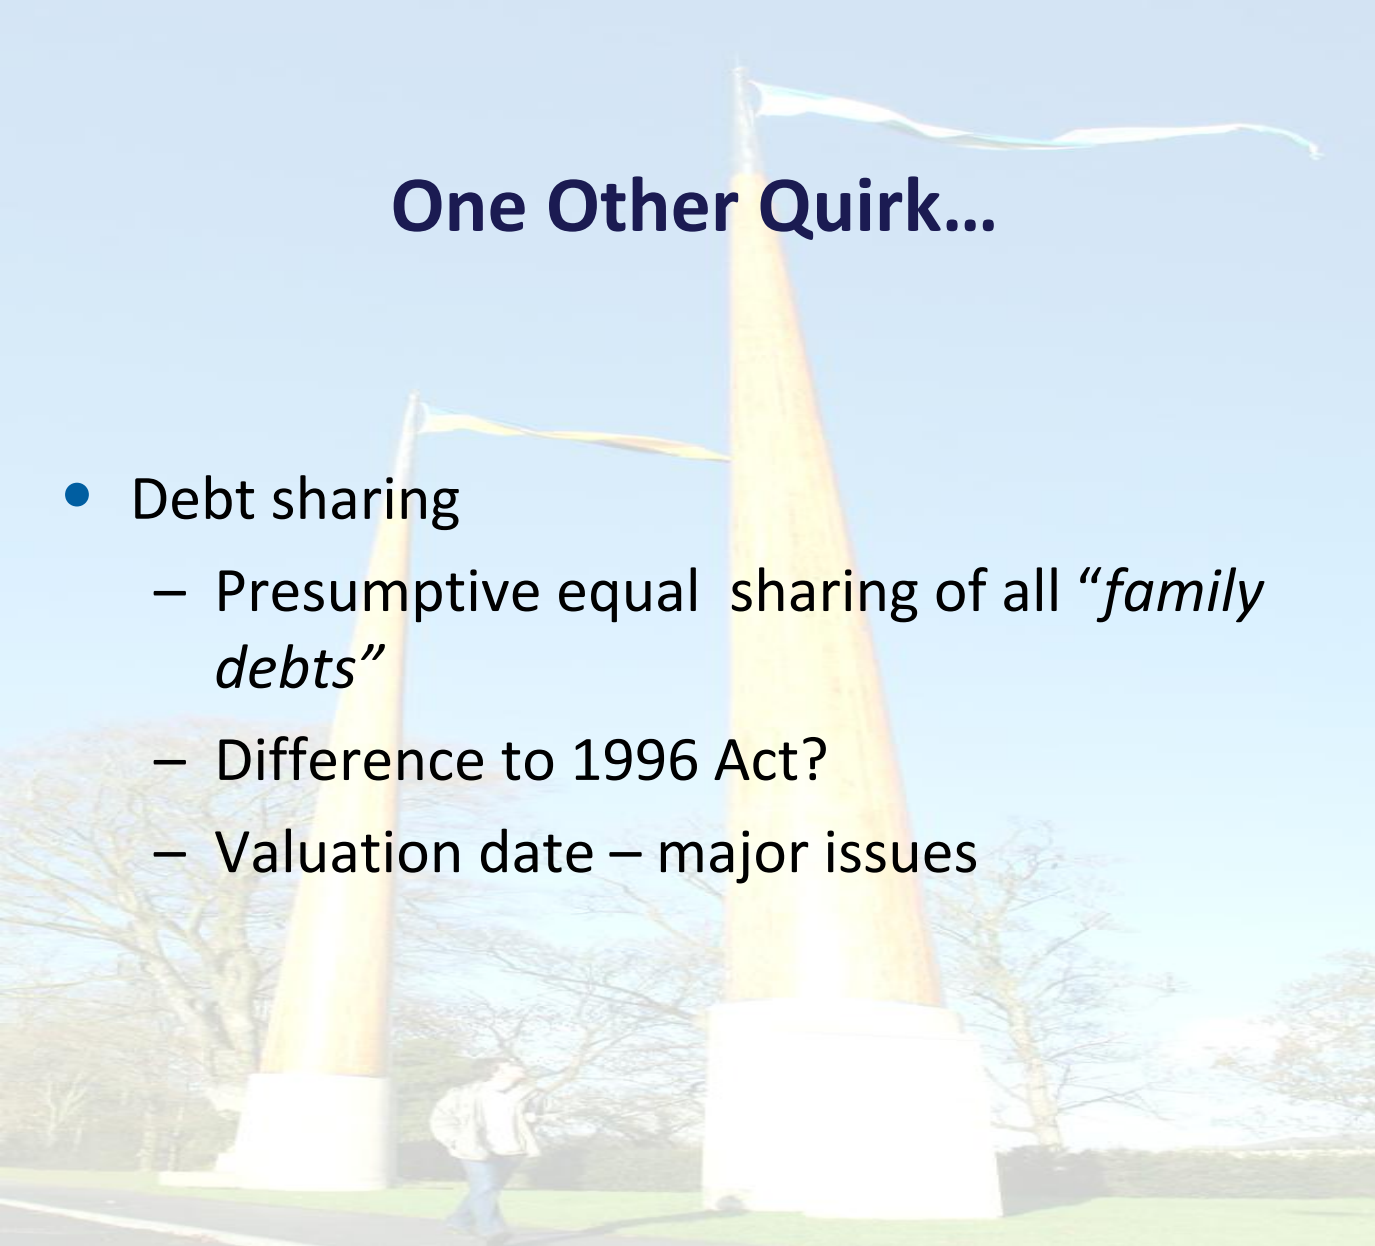 One Other Quirk…
• Debt sharing
– Presumptive equal  sharing of all “family
debts”
– Difference to 1996 Act?
– Valuation date – major issues